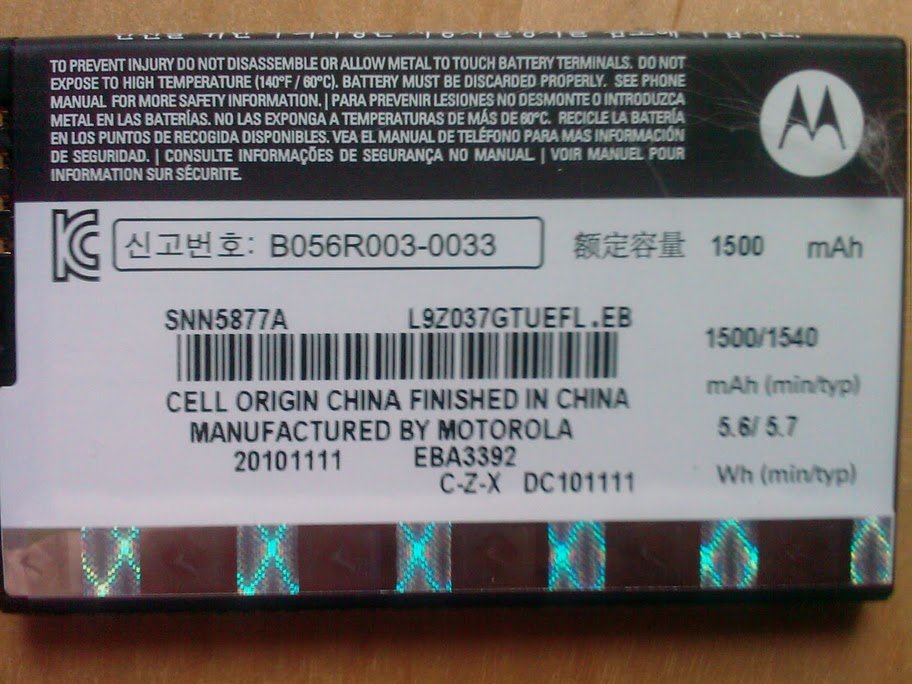 TO PREVENT INJURY DO NOT DISASSEMBLE OR ALLOW METAL TO TOUCH BATTERY TERMINALS. DO NOT
EXPOSE TO HIGH TEMPERATURE (140°F / 60°C). BATTERY MUST BE DISCARDED PROPERLY. SEE PHONE
MANUAL FOR MORE SAFETY INFORMATION. | PARA PREVENIR LESIONES NO DESMONTE O INTRODUZCA
METAL EN LAS BATERÍAS. NO LAS EXPONGA A TEMPERATURAS DE MÁS DE 60°C. RECICLE LA BATERÍA
EN LOS PUNTOS DE RECOGIDA DISPONIBLES. VEA EL MANUAL DE TELÉFONO PARA MÁS INFORMACIÓN
DE SEGURIDAD. | CONSULTE INFORMAÇÕES DE SEGURANÇA NO MANUAL. | VOIR MANUEL POUR
INFORMATION SUR SÉCURITE.
KC 신고번호: B056R003-0033 额定容量 1500 mAh
SNN5877A L9Z037GTUEFL.EB
1500/1540
mAh (min/typ)
CELL ORIGIN CHINA FINISHED IN CHINA
MANUFACTURED BY MOTOROLA
5.6/ 5.7
20101111 EBA3392
Wh (min/typ)
C-Z-X DC101111